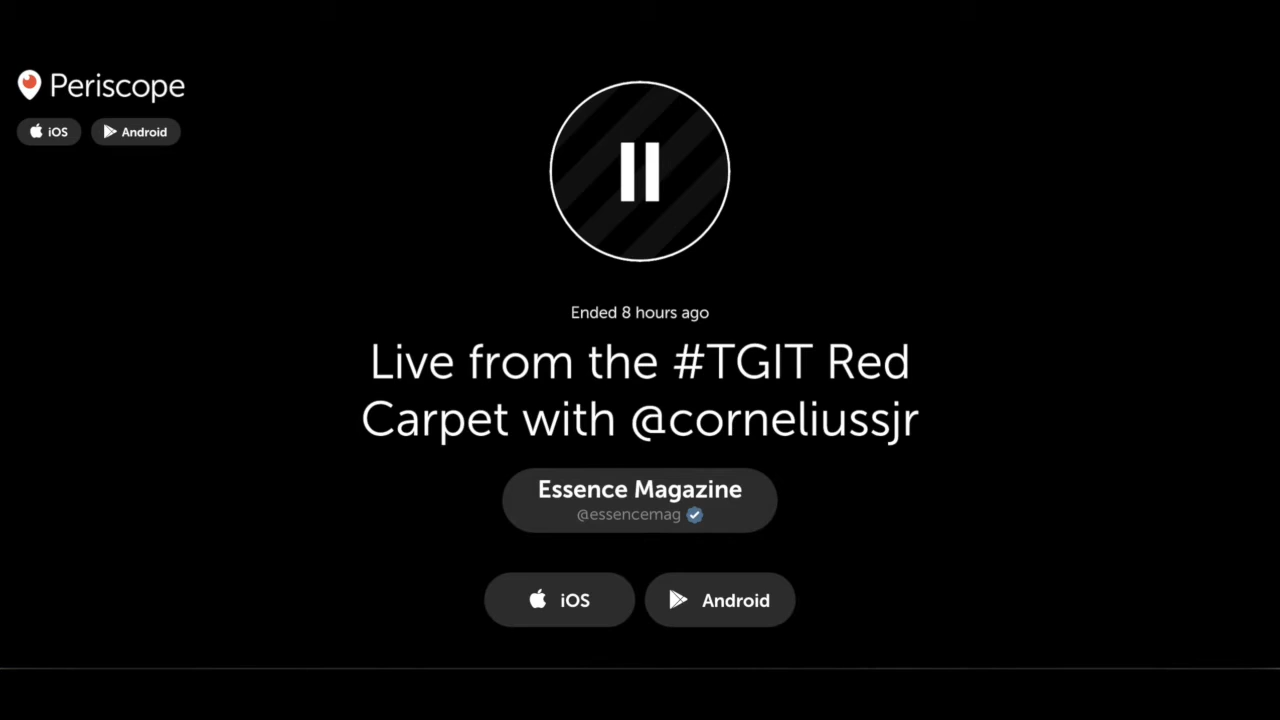 Periscope
iOS Android
Ended 8 hours ago
Live from the #TGIT Red
Carpet with @corneliussjr
Essence Magazine
@essencemag
iOS Android